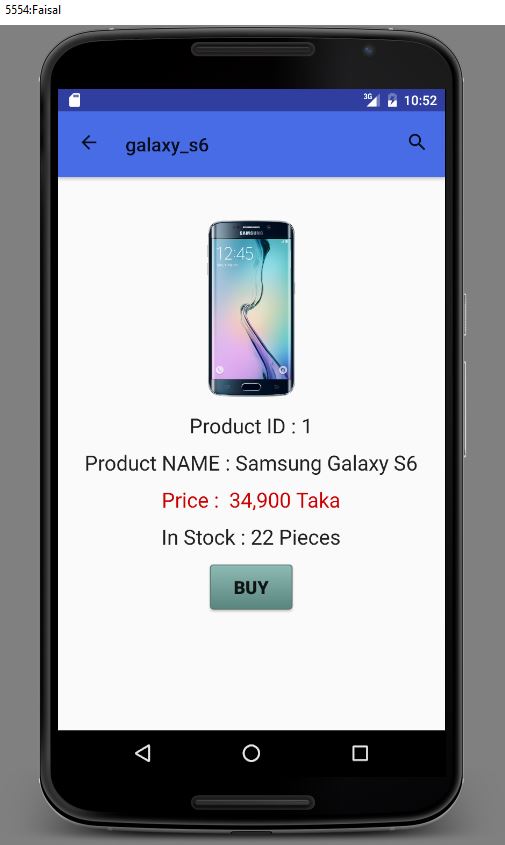 5554:Faisal
3G 10:52
galaxy_s6
SAMSUNG
12:45
Product ID : 1
Product NAME : Samsung Galaxy S6
Price :  34,900 Taka
In Stock : 22 Pieces
BUY